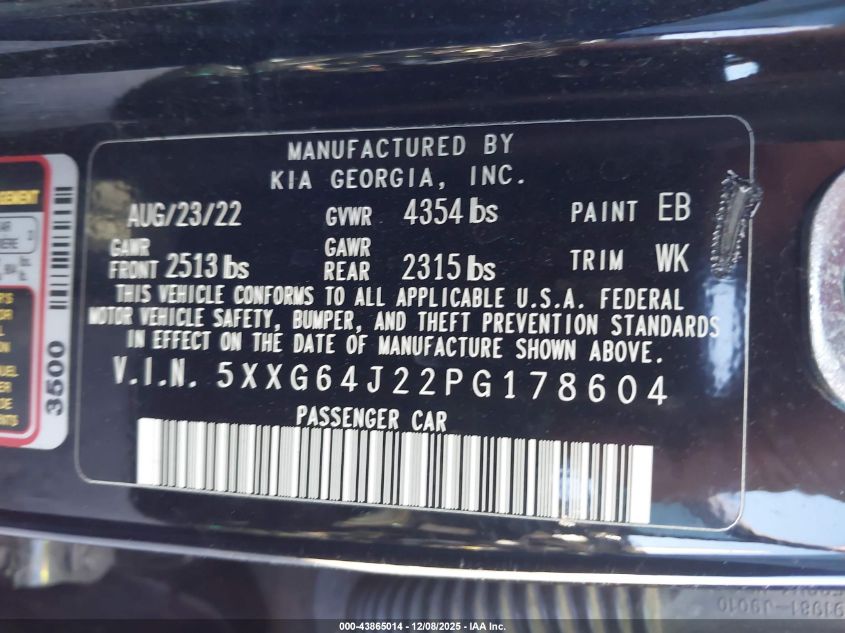 MANUFACTURED BY
KIA GEORGIA, INC.
AUG/23/22 GVWR 4354 lbs PAINT EB
GAWR FRONT 2513 lbs GAWR REAR 2315 lbs TRIM WK
THIS VEHICLE CONFORMS TO ALL APPLICABLE U.S.A. FEDERAL
MOTOR VEHICLE SAFETY, BUMPER, AND THEFT PREVENTION STANDARDS
IN EFFECT ON THE DATE OF MANUFACTURE SHOWN ABOVE.
V.I.N. 5XXG64J22PG178604
PASSENGER CAR
3500
000-43865014 - 12/08/2025 - IAA Inc.